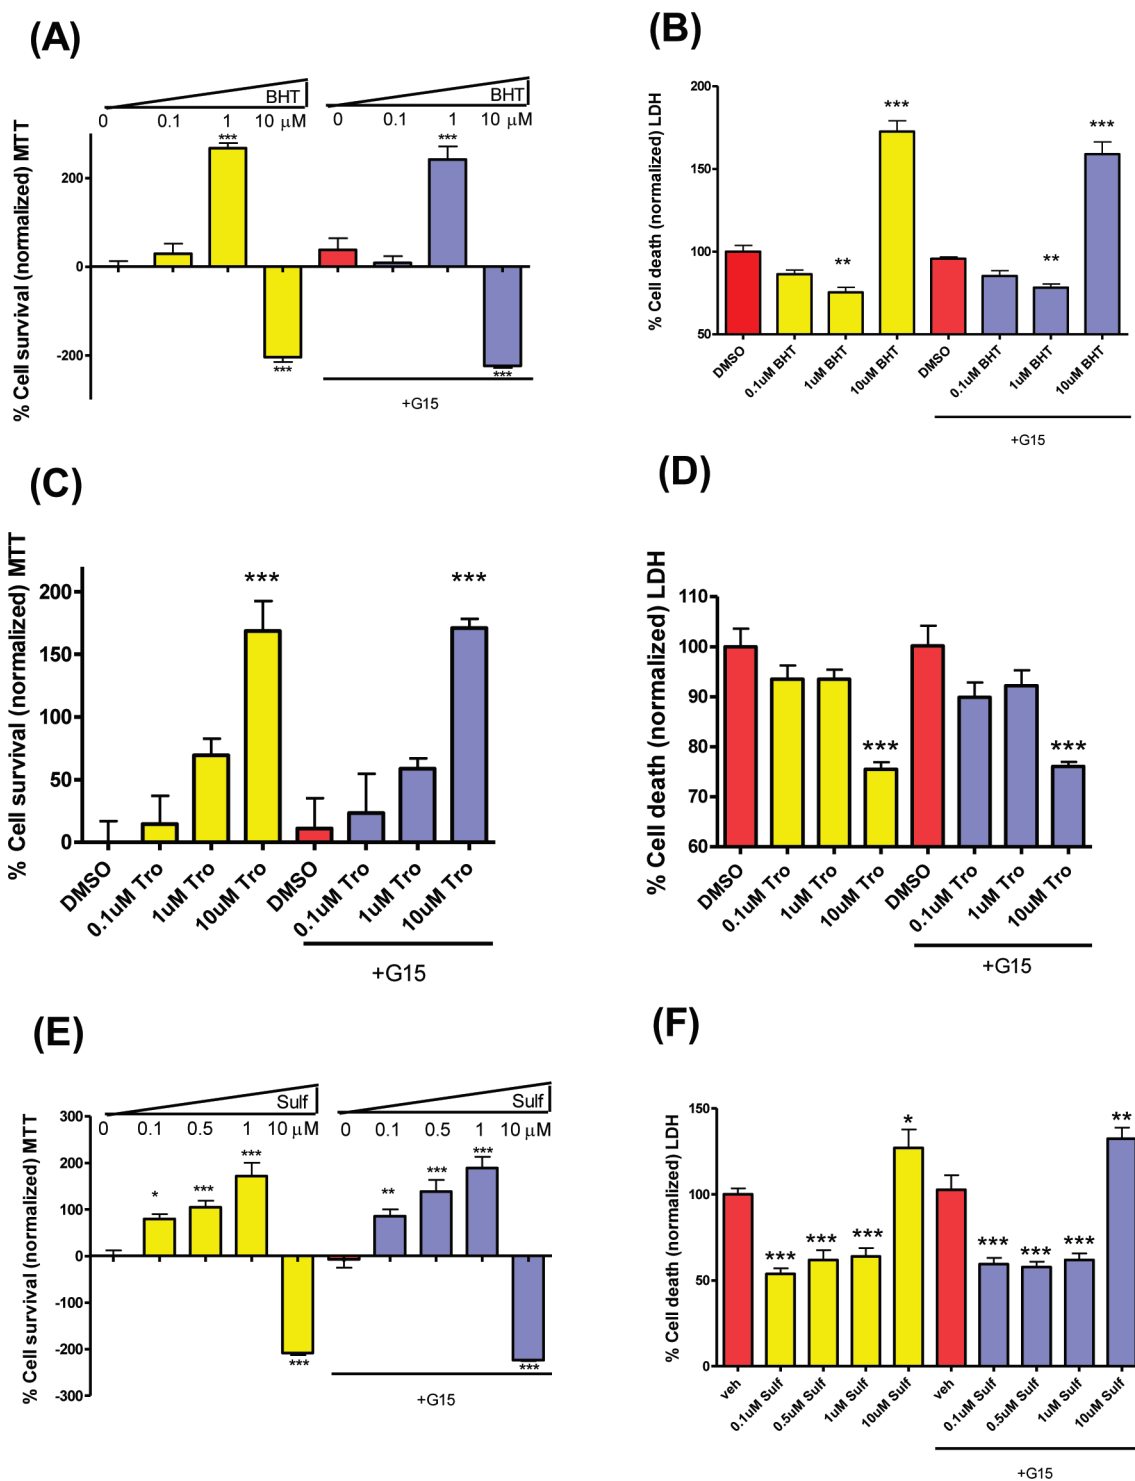 (A)
BHT
BHT
0 0.1 1 10 μM
0 0.1 1 10 μM
% Cell survival (normalized) MTT
200
0
-200
***
***
***
***
+G15
(B)
% Cell death (normalized) LDH
200
150
100
50
**
***
**
***
DMSO
0.1uM BHT
1uM BHT
10uM BHT
DMSO
0.1uM BHT
1uM BHT
10uM BHT
+G15
(C)
% Cell survival (normalized) MTT
200
150
100
50
0
***
***
DMSO
0.1uM Tro
1uM Tro
10uM Tro
DMSO
0.1uM Tro
1uM Tro
10uM Tro
+G15
(D)
% Cell death (normalized) LDH
110
100
90
80
70
60
***
***
DMSO
0.1uM Tro
1uM Tro
10uM Tro
DMSO
0.1uM Tro
1uM Tro
10uM Tro
+G15
(E)
Sulf
Sulf
0.1 0.5 1 10 μM
0 0.1 0.5 1 10 μM
% Cell survival (normalized) MTT
300
200
100
0
-100
-200
-300
*
***
***
***
**
***
***
***
+G15
(F)
% Cell death (normalized) LDH
150
100
50
0
***
***
***
*
***
***
***
**
veh
0.1uM Sulf
0.5uM Sulf
1uM Sulf
10uM Sulf
veh
0.1uM Sulf
0.5uM Sulf
1uM Sulf
10uM Sulf
+G15